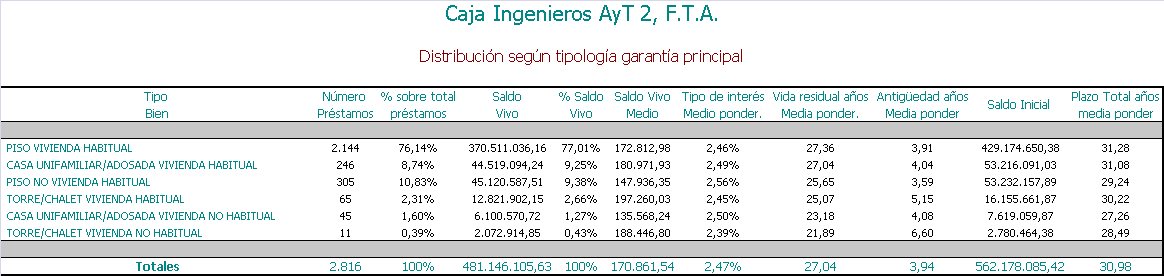 Caja Ingenieros AyT 2, F.T.A.
Distribución según tipología garantía principal
Tipo Número % sobre total Saldo % Saldo Saldo Vivo Tipo de interés Vida residual años Antigüedad años Saldo Inicial Plazo Total años
Bien Préstamos préstamos Vivo Vivo Medio Medio ponder. Media ponder. Media ponder media ponder
PISO VIVIENDA HABITUAL 2.144 76,14% 370.511.036,16 77,01% 172.812,98 2,46% 27,36 3,91 429.174.650,38 31,28
CASA UNIFAMILIAR/ADOSADA VIVIENDA HABITUAL 246 8,74% 44.519.094,24 9,25% 180.971,93 2,49% 27,04 4,04 53.216.091,03 31,08
PISO NO VIVIENDA HABITUAL 305 10,83% 45.120.587,51 9,38% 147.936,35 2,56% 25,65 3,59 53.232.157,89 29,24
TORRE/CHALET VIVIENDA HABITUAL 65 2,31% 12.821.902,15 2,66% 197.260,03 2,45% 25,07 5,15 16.155.661,87 30,22
CASA UNIFAMILIAR/ADOSADA VIVIENDA NO HABITUAL 45 1,60% 6.100.570,72 1,27% 135.568,24 2,50% 23,18 4,08 7.619.059,87 27,26
TORRE/CHALET VIVIENDA NO HABITUAL 11 0,39% 2.072.914,85 0,43% 188.446,80 2,39% 21,89 6,60 2.780.464,38 28,49
Totales 2.816 100% 481.146.105,63 100% 170.861,54 2,47% 27,04 3,94 562.178.085,42 30,98